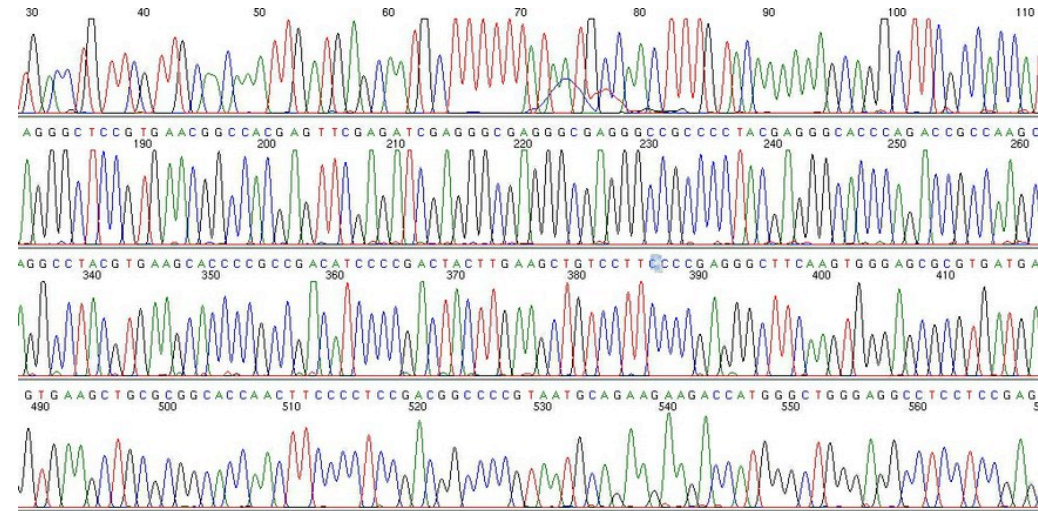 30 40 50 60 70 80 90 100 110
AGGGCTCCGTGAACGGCCACGAGTTCGAGATCGAGGGCGAGGGCGAGGGCCGCCCCTACGAGGGCACCCAGACCGCCAAGC
190 200 210 220 230 240 250 260
AGGCCTACGTGAAGCACCCCGCCGACATCCCCGACTACTTGAAGCTGTCCTTCCCCGAGGGCTTCAAGTGGGAGCGCGTGATGA
340 350 360 370 380 390 400 410
GTGAAGCTGCGCGGCACCAACTTCCCCTCCGACGGCCCCGTAATGCAGAAGAAGACCATGGGCTGGGAGGCCTCCTCCGAG
490 500 510 520 530 540 550 560